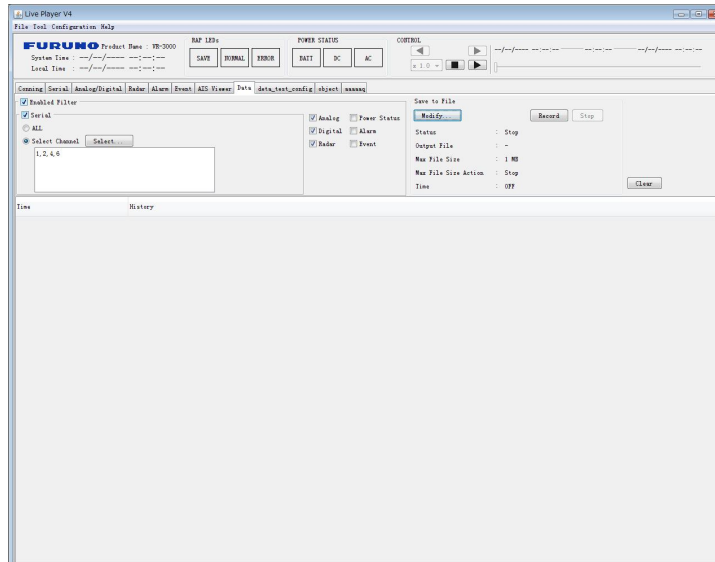 Live Player V4
File Tool Configuration Help
FURUNO Product Name : VR-3000
System Time : --/--/---- --:--:--
Local Time : --/--/---- --:--:--
RAP LEDs
SAVE NORMAL ERROR
POWER STATUS
BATT DC AC
CONTROL
x 1 0
--/--/---- --:--:-- --:--:-- --/--/---- --:--:--
Conning Serial Analog/Digital Radar Alarm Event AIS Viewer Data data_test_config object aaaaaq
Enabled Filter
Serial
ALL
Select Channel Select...
1,2,4,6
Analog Power Status
Digital Alarm
Radar Event
Save to File
Modify... Record Stop
Status : Stop
Output File : -
Max File Size : 1 MB
Max File Size Action : Stop
Time : OFF
Clear
Time History